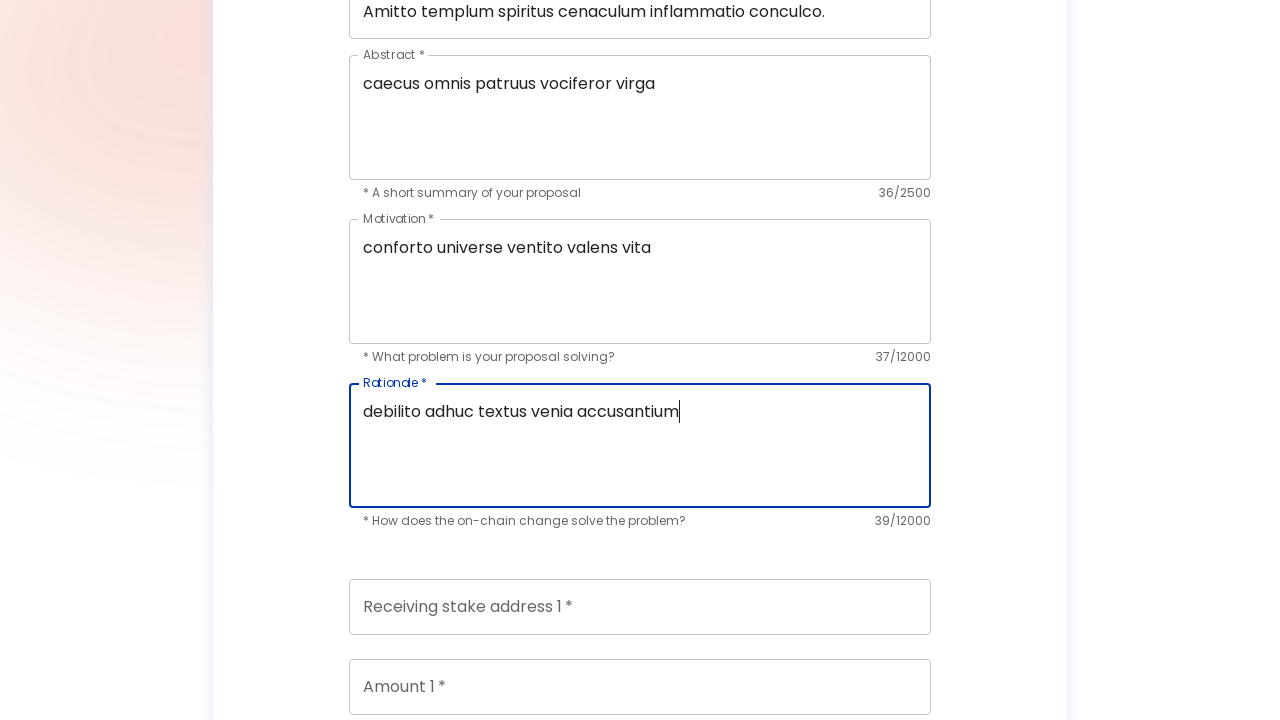 Amitto templum spiritus cenaculum inflammatio conculco.
Abstract *
caecus omnis patruus vociferor virga
* A short summary of your proposal 36/2500
Motivation *
conforto universe ventito valens vita
* What problem is your proposal solving? 37/12000
Rationale *
debilito adhuc textus venia accusantium
* How does the on-chain change solve the problem? 39/12000
Receiving stake address 1 *
Amount 1 *